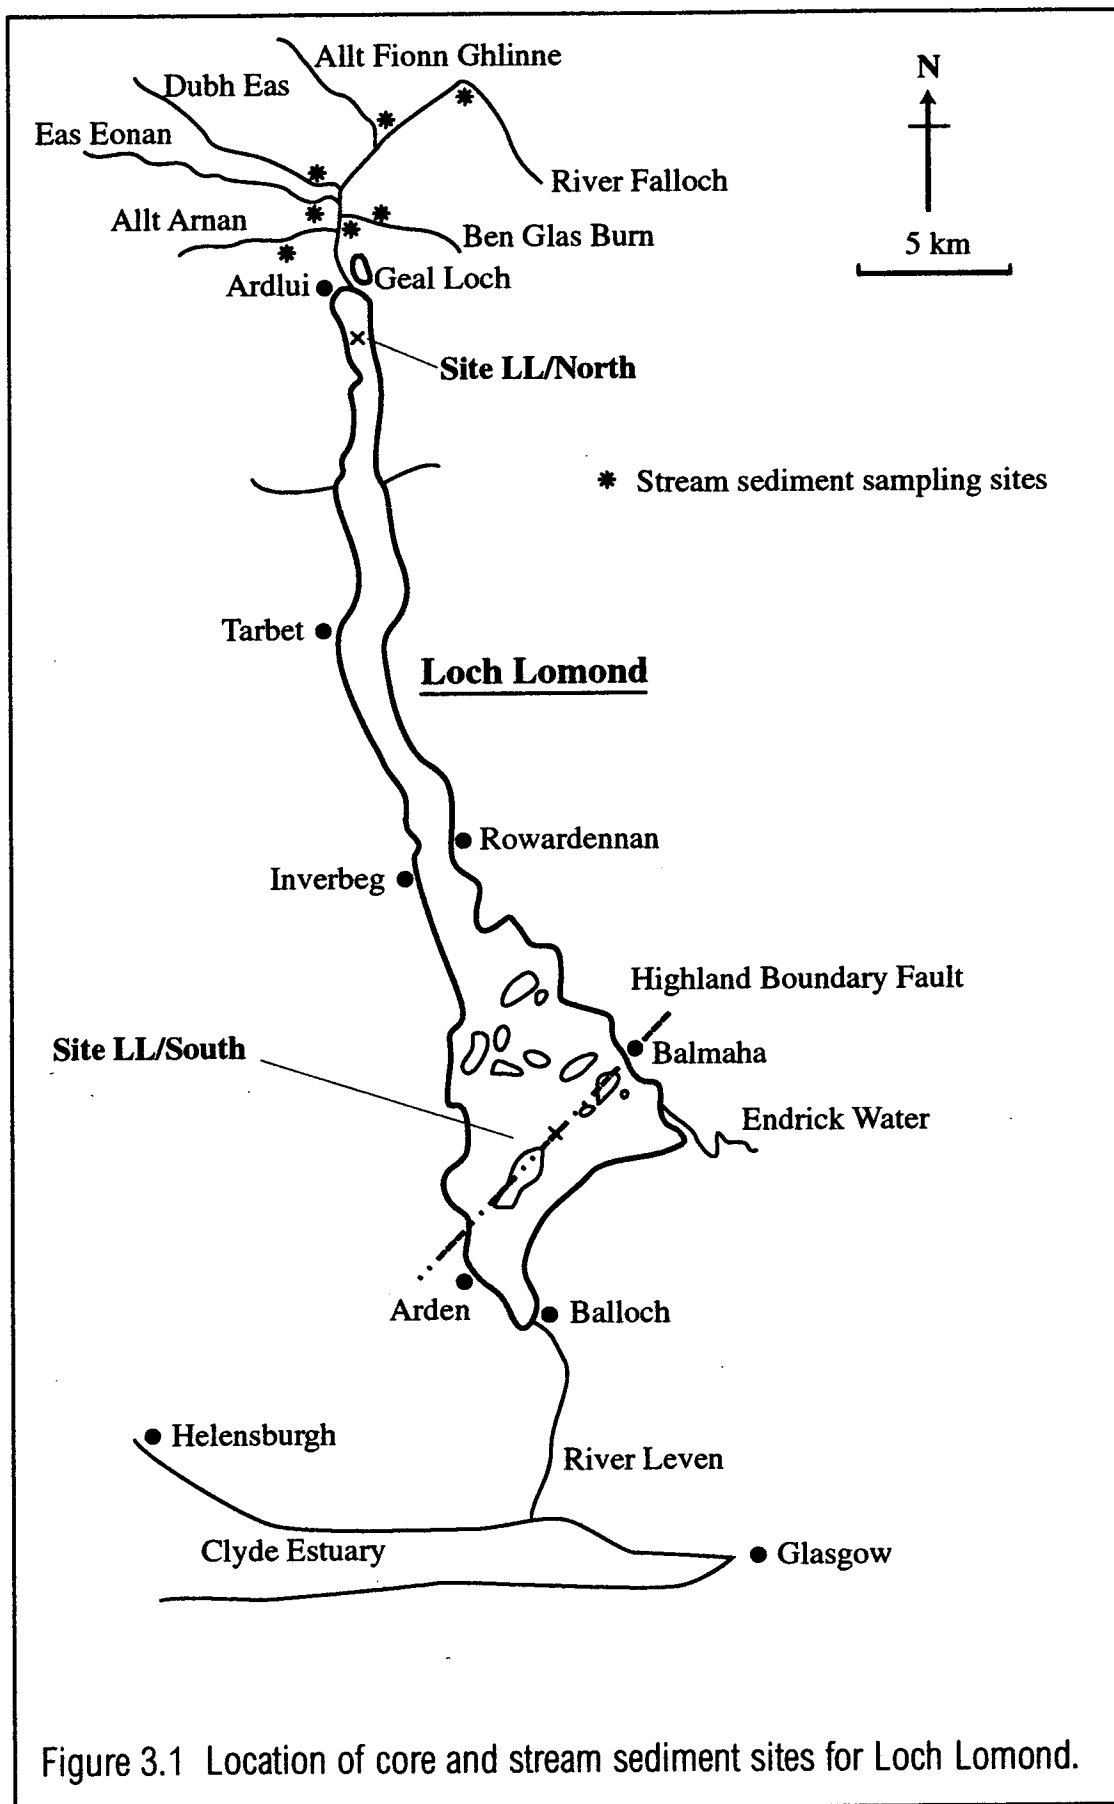 Allt Fionn Ghlinne
N
Dubh Eas
Eas Eonan
River Falloch
Allt Arnan
Ben Glas Burn
5 km
Ardlui
Geal Loch
Site LL/North
* Stream sediment sampling sites
Tarbet
Loch Lomond
Rowardennan
Inverbeg
Highland Boundary Fault
Site LL/South
Balmaha
Endrick Water
Arden
Balloch
Helensburgh
River Leven
Clyde Estuary
Glasgow
Figure 3.1 Location of core and stream sediment sites for Loch Lomond.